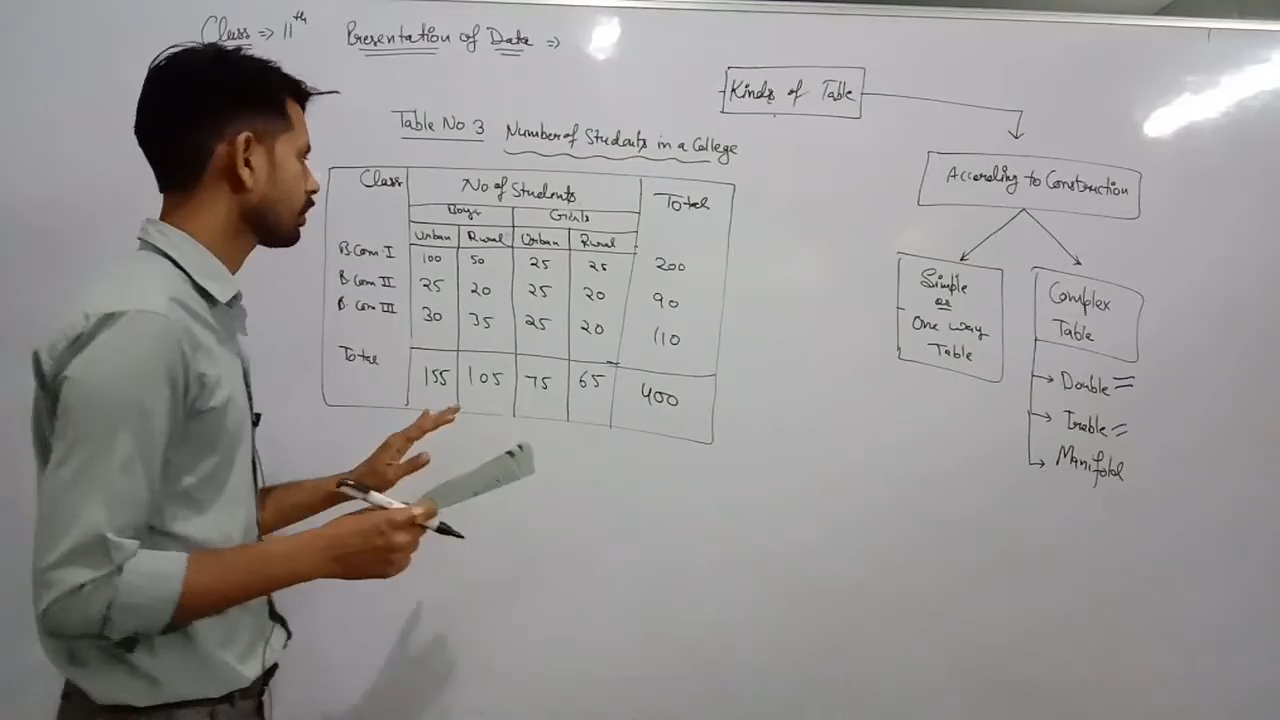 Class => 11th Presentation of Data =>
Kinds of Table
Table No 3 Number of Students in a College
Class No of Students Total
Boys Girls
Urban Rural Urban Rural
B Com I 100 50 25 25 200
B Com II 25 20 25 20 90
B Com III 30 35 25 20 110
Total 155 105 75 65 400
According to Construction
Simple
or
One way
Table
Complex
Table
Double =
Treble =
Manifold